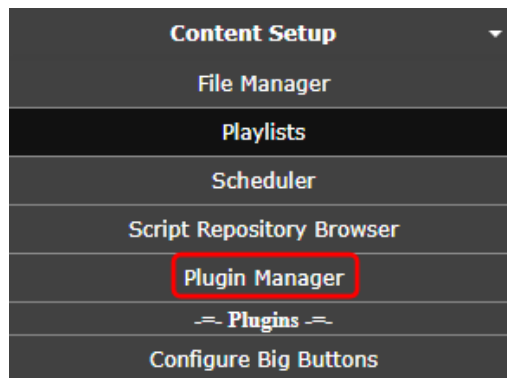 Content Setup
File Manager
Playlists
Scheduler
Script Repository Browser
Plugin Manager
-=- Plugins -=-
Configure Big Buttons